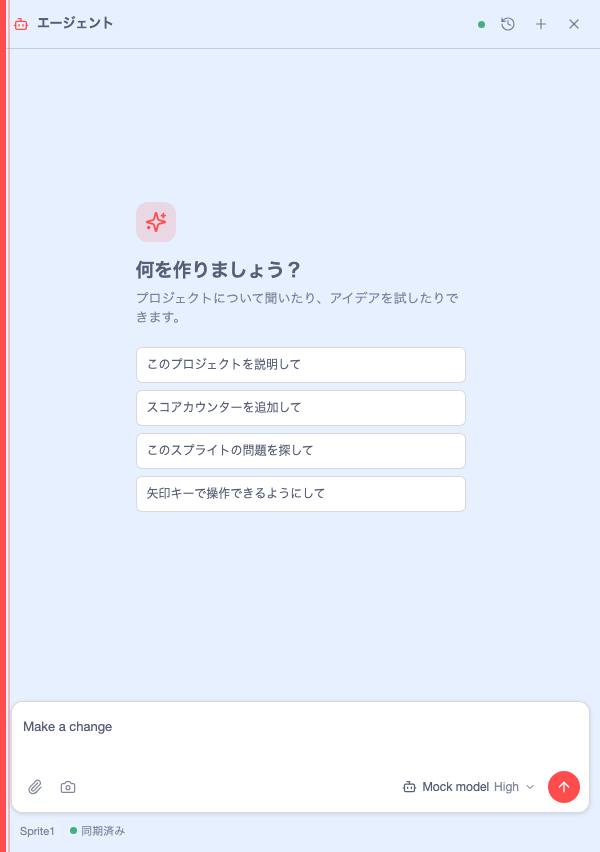 エージェント
何を作りましょう？
プロジェクトについて聞いたり、アイデアを試したりで
きます。
このプロジェクトを説明して
スコアカウンターを追加して
このスプライトの問題を探して
矢印キーで操作できるようにして
Make a change
Mock model High
Sprite1 同期済み